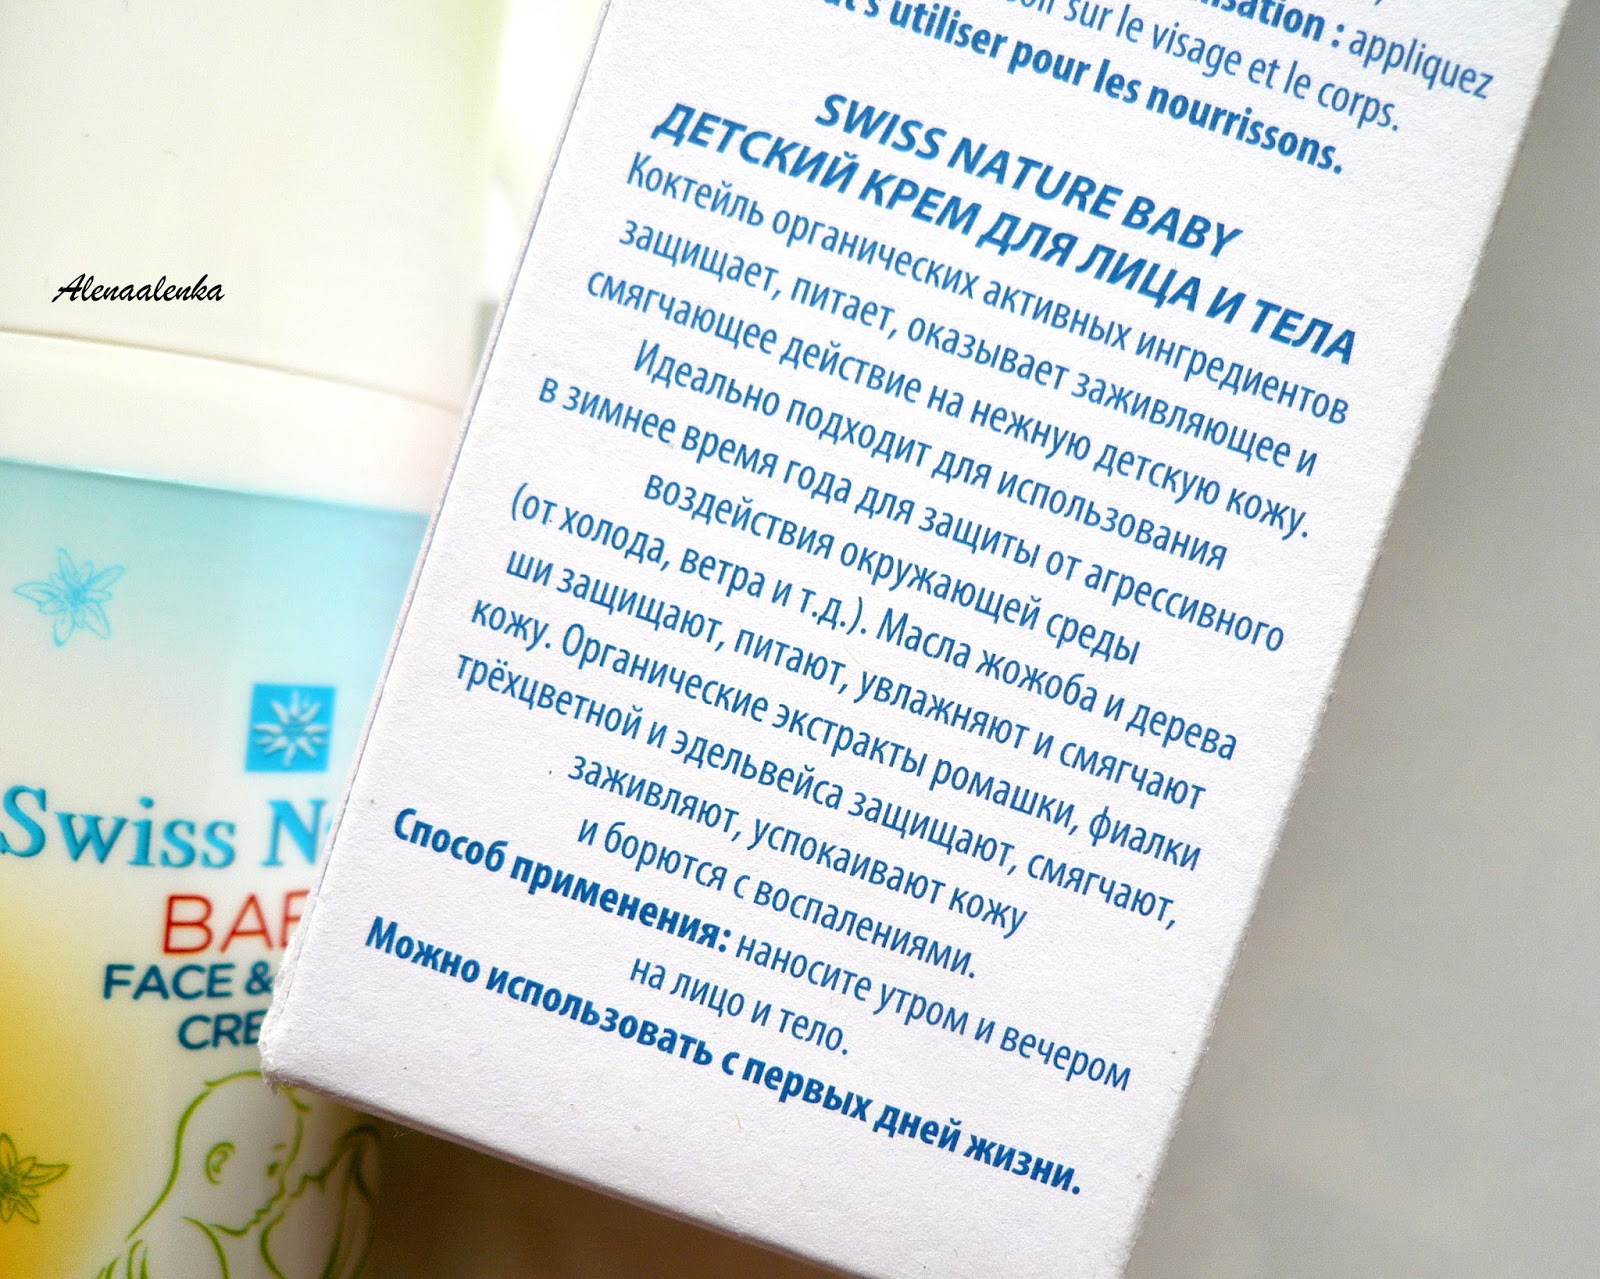 : appliquez
sur le visage et le corps.
s'utiliser pour les nourrissons.
SWISS NATURE BABY
ДЕТСКИЙ КРЕМ ДЛЯ ЛИЦА И ТЕЛА
Коктейль органических активных ингредиентов
защищает, питает, оказывает заживляющее и
смягчающее действие на нежную детскую кожу.
Идеально подходит для использования
в зимнее время года для защиты от агрессивного
воздействия окружающей среды
(от холода, ветра и т.д.). Масла жожоба и дерева
ши защищают, питают, увлажняют и смягчают
кожу. Органические экстракты ромашки, фиалки
трёхцветной и эдельвейса защищают, смягчают,
заживляют, успокаивают кожу
и борются с воспалениями.
Способ применения: наносите утром и вечером
на лицо и тело.
Можно использовать с первых дней жизни.
Alenaalenka
Swiss
FACE &